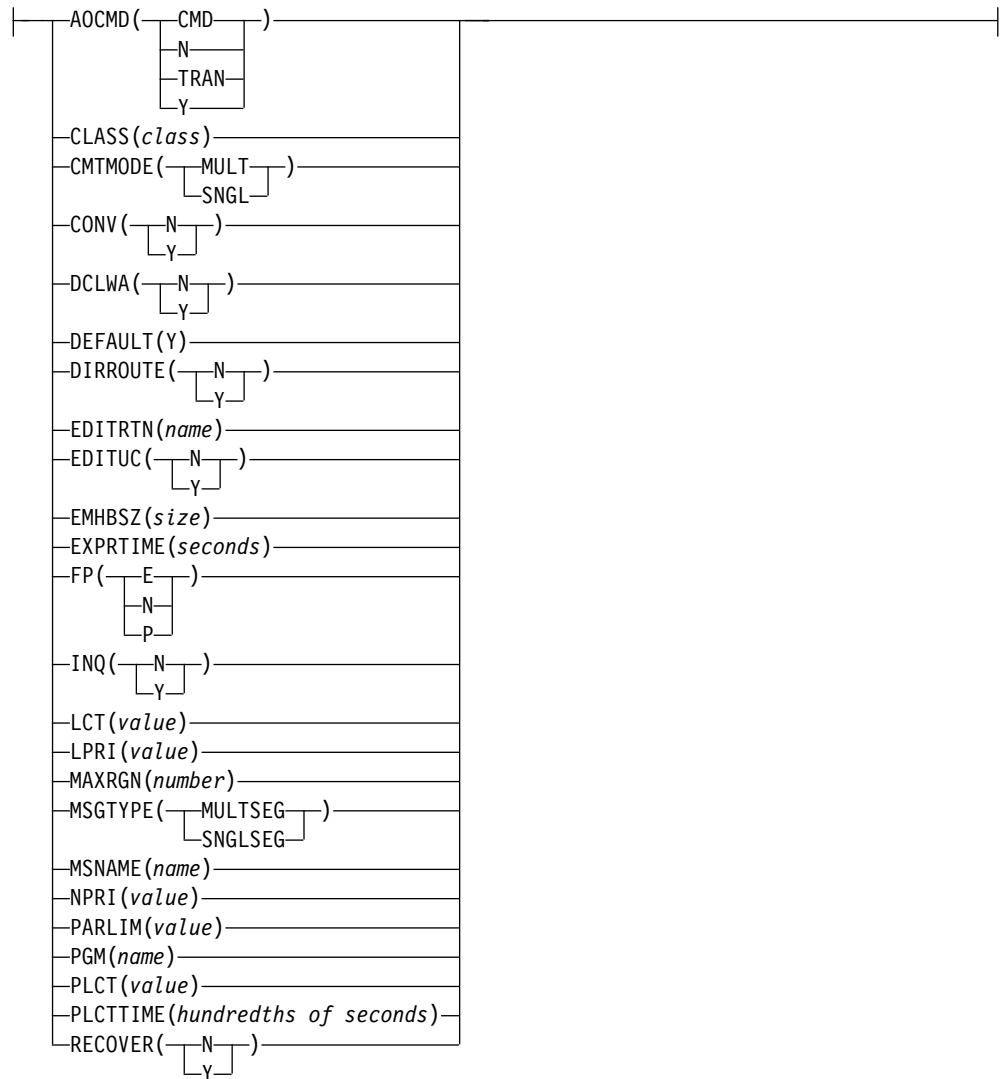 AOCMD( CMD )
N
TRAN
Y
CLASS(class)
CMTMODE( MULT )
SNGL
CONV( N )
Y
DCLWA( N )
Y
DEFAULT(Y)
DIRROUTE( N )
Y
EDITRTN(name)
EDITUC( N )
Y
EMHBSZ(size)
EXPRTIME(seconds)
FP( E )
N
P
INQ( N )
Y
LCT(value)
LPRI(value)
MAXRGN(number)
MSGTYPE( MULTSEG )
SNGLSEG
MSNAME(name)
NPRI(value)
PARLIM(value)
PGM(name)
PLCT(value)
PLCTTIME(hundredths of seconds)
RECOVER( N )
Y